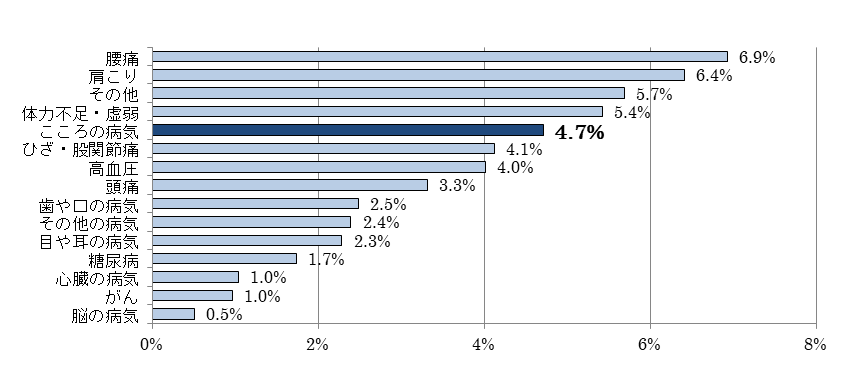 腰痛 6.9%
肩こり 6.4%
その他 5.7%
体力不足・虚弱 5.4%
こころの病気 4.7%
ひざ・股関節痛 4.1%
高血圧 4.0%
頭痛 3.3%
歯や口の病気 2.5%
その他の病気 2.4%
目や耳の病気 2.3%
糖尿病 1.7%
心臓の病気 1.0%
がん 1.0%
脳の病気 0.5%
0% 2% 4% 6% 8%